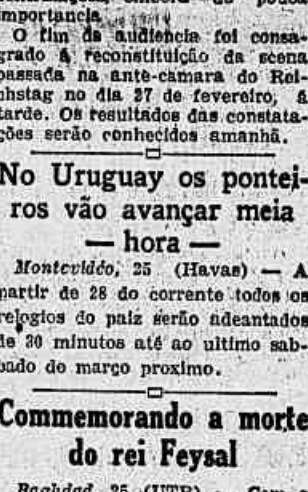 importancia.
O fim da audiencia foi consa-
grado á reconstituição da scena
passada na ante-camara do Rei-
chstag no dia 27 de fevereiro, á
tarde. Os resultados das constata-
ções serão conhecidos amanhã.
No Uruguay os pontei-
ros vão avançar meia
— hora —
Montevidéo, 25 (Havas) — A
partir de 28 do corrente todos os
relogios do paiz serão adeantados
de 30 minutos até ao ultimo sab-
bado de março proximo.
Commemorando a morte
do rei Feysal
Baghdad, 25 (UTB) —